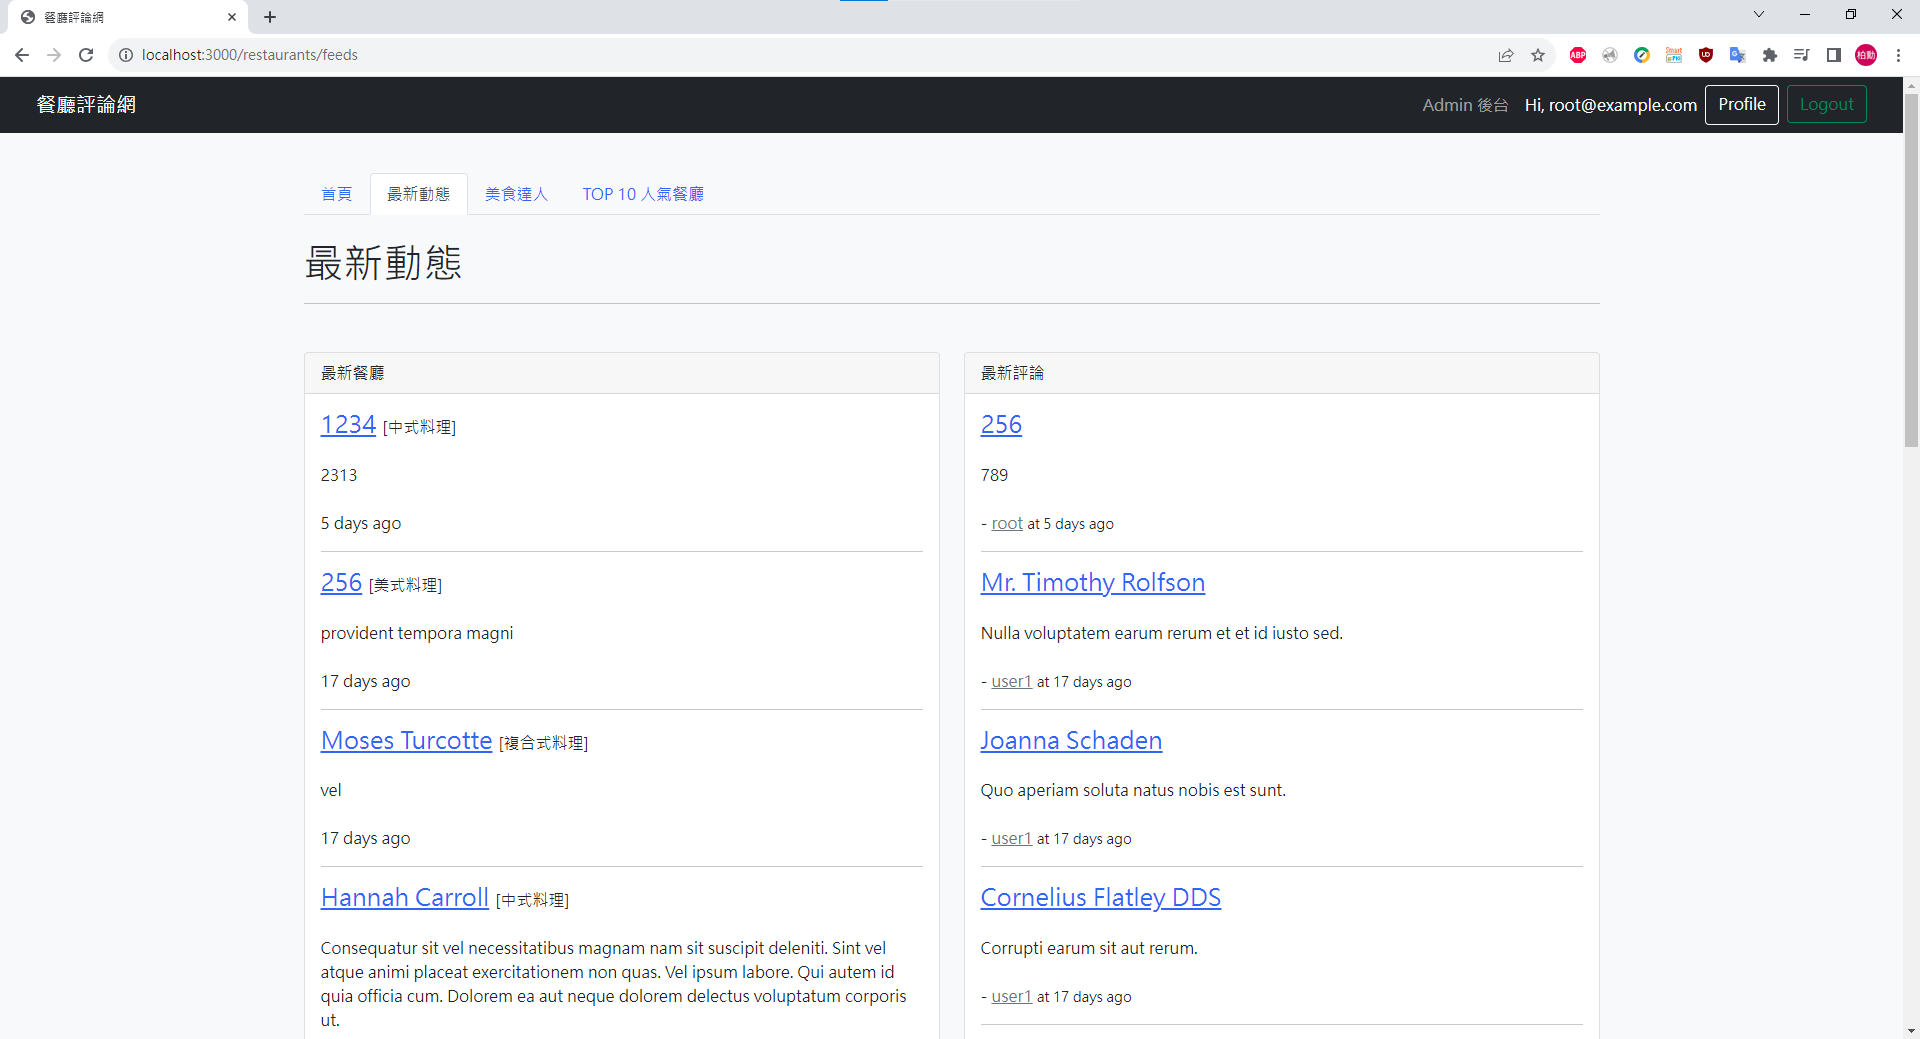 餐廳評論網
localhost:3000/restaurants/feeds
餐廳評論網
Admin 後台 Hi, root@example.com Profile Logout
首頁 最新動態 美食達人 TOP 10 人氣餐廳
最新動態
最新餐廳
1234 [中式料理]
2313
5 days ago
256 [美式料理]
provident tempora magni
17 days ago
Moses Turcotte [複合式料理]
vel
17 days ago
Hannah Carroll [中式料理]
Consequatur sit vel necessitatibus magnam nam sit suscipit deleniti. Sint vel
atque animi placeat exercitationem non quas. Vel ipsum labore. Qui autem id
quia officia cum. Dolorem ea aut neque dolorem delectus voluptatum corporis
ut.
最新評論
256
789
- root at 5 days ago
Mr. Timothy Rolfson
Nulla voluptatem earum rerum et et id iusto sed.
- user1 at 17 days ago
Joanna Schaden
Quo aperiam soluta natus nobis est sunt.
- user1 at 17 days ago
Cornelius Flatley DDS
Corrupti earum sit aut rerum.
- user1 at 17 days ago